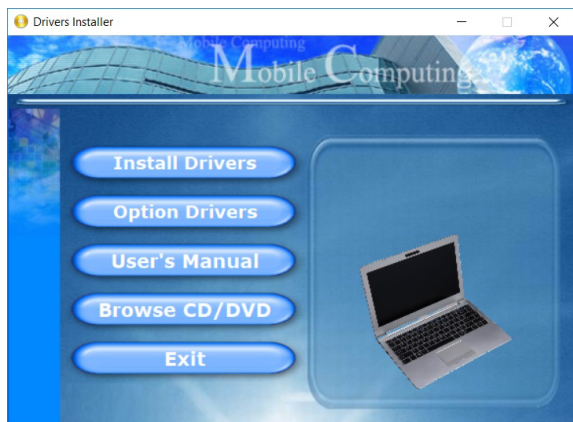 Drivers Installer
Mobile Computing
Mobile Computing
Install Drivers
Option Drivers
User's Manual
Browse CD/DVD
Exit